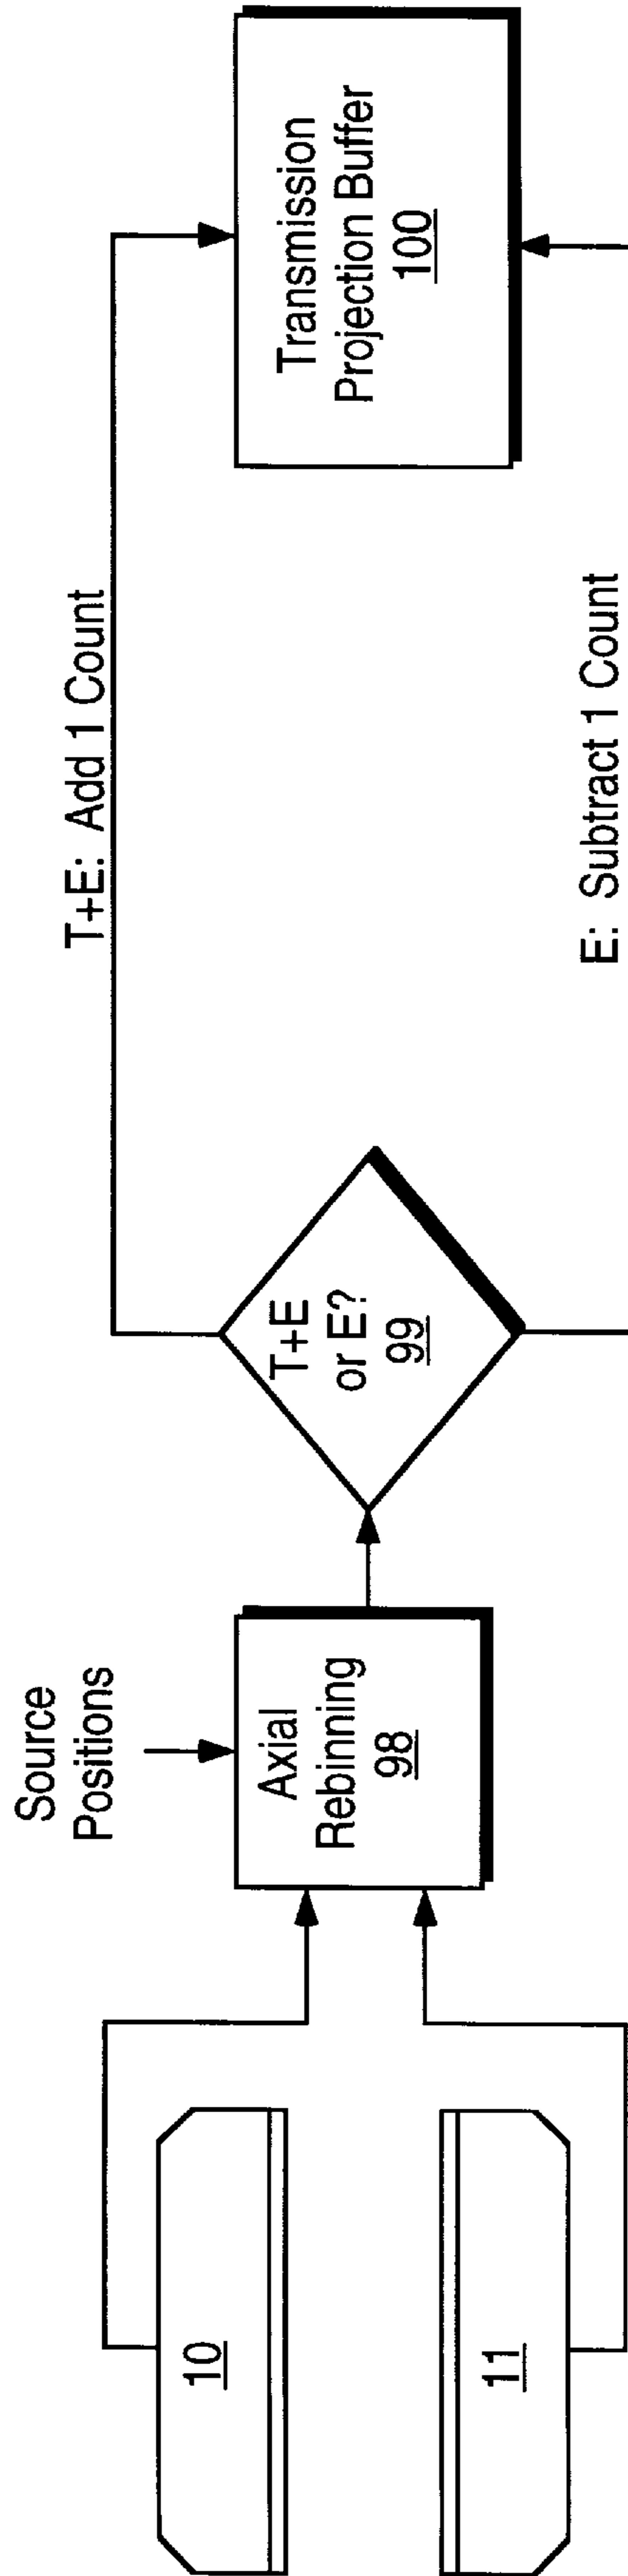 10
11
Source
Positions
Axial
Rebinning
98
T+E
or E?
99
T+E: Add 1 Count
E: Subtract 1 Count
Transmission
Projection Buffer
100